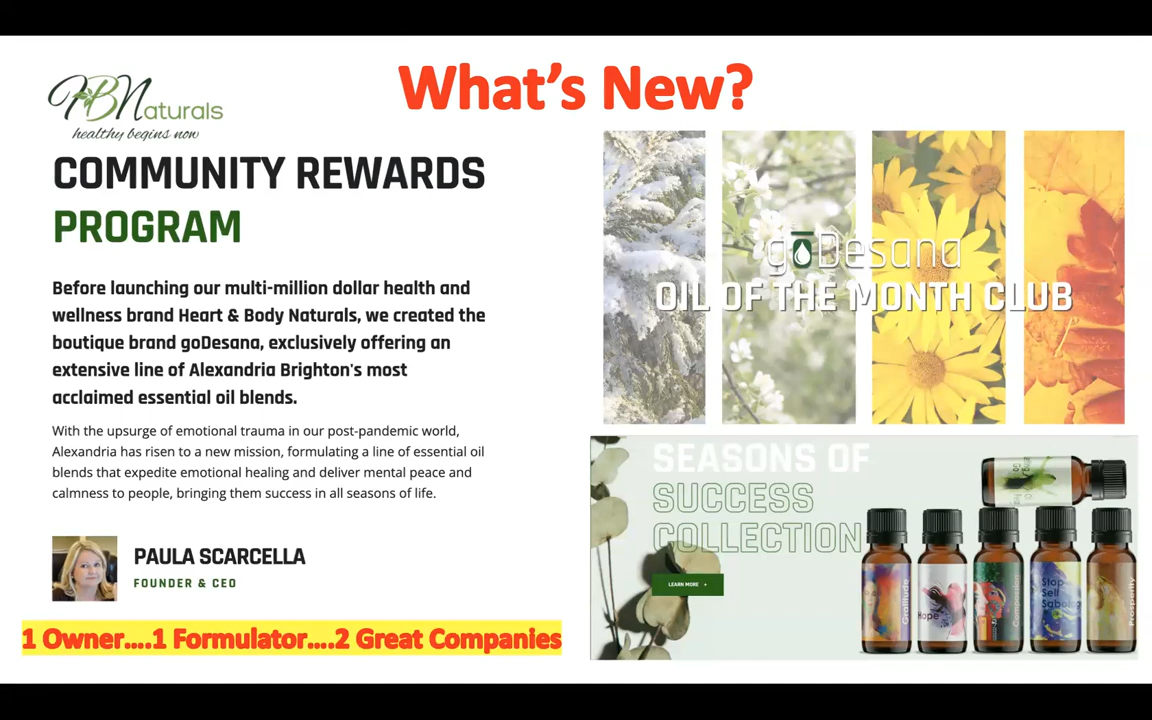 What's New?
HBNaturals
healthy begins now
COMMUNITY REWARDS
PROGRAM
Before launching our multi-million dollar health and
wellness brand Heart & Body Naturals, we created the
boutique brand goDesana, exclusively offering an
extensive line of Alexandria Brighton's most
acclaimed essential oil blends.
With the upsurge of emotional trauma in our post-pandemic world,
Alexandria has risen to a new mission, formulating a line of essential oil
blends that expedite emotional healing and deliver mental peace and
calmness to people, bringing them success in all seasons of life.
PAULA SCARCELLA
FOUNDER & CEO
1 Owner....1 Formulator....2 Great Companies
gōDesana
OIL OF THE MONTH CLUB
SEASONS OF
SUCCESS
COLLECTION
LEARN MORE +
Gratitude
Hope
Compassion
Stop
Self
Sabotage
Prosperity